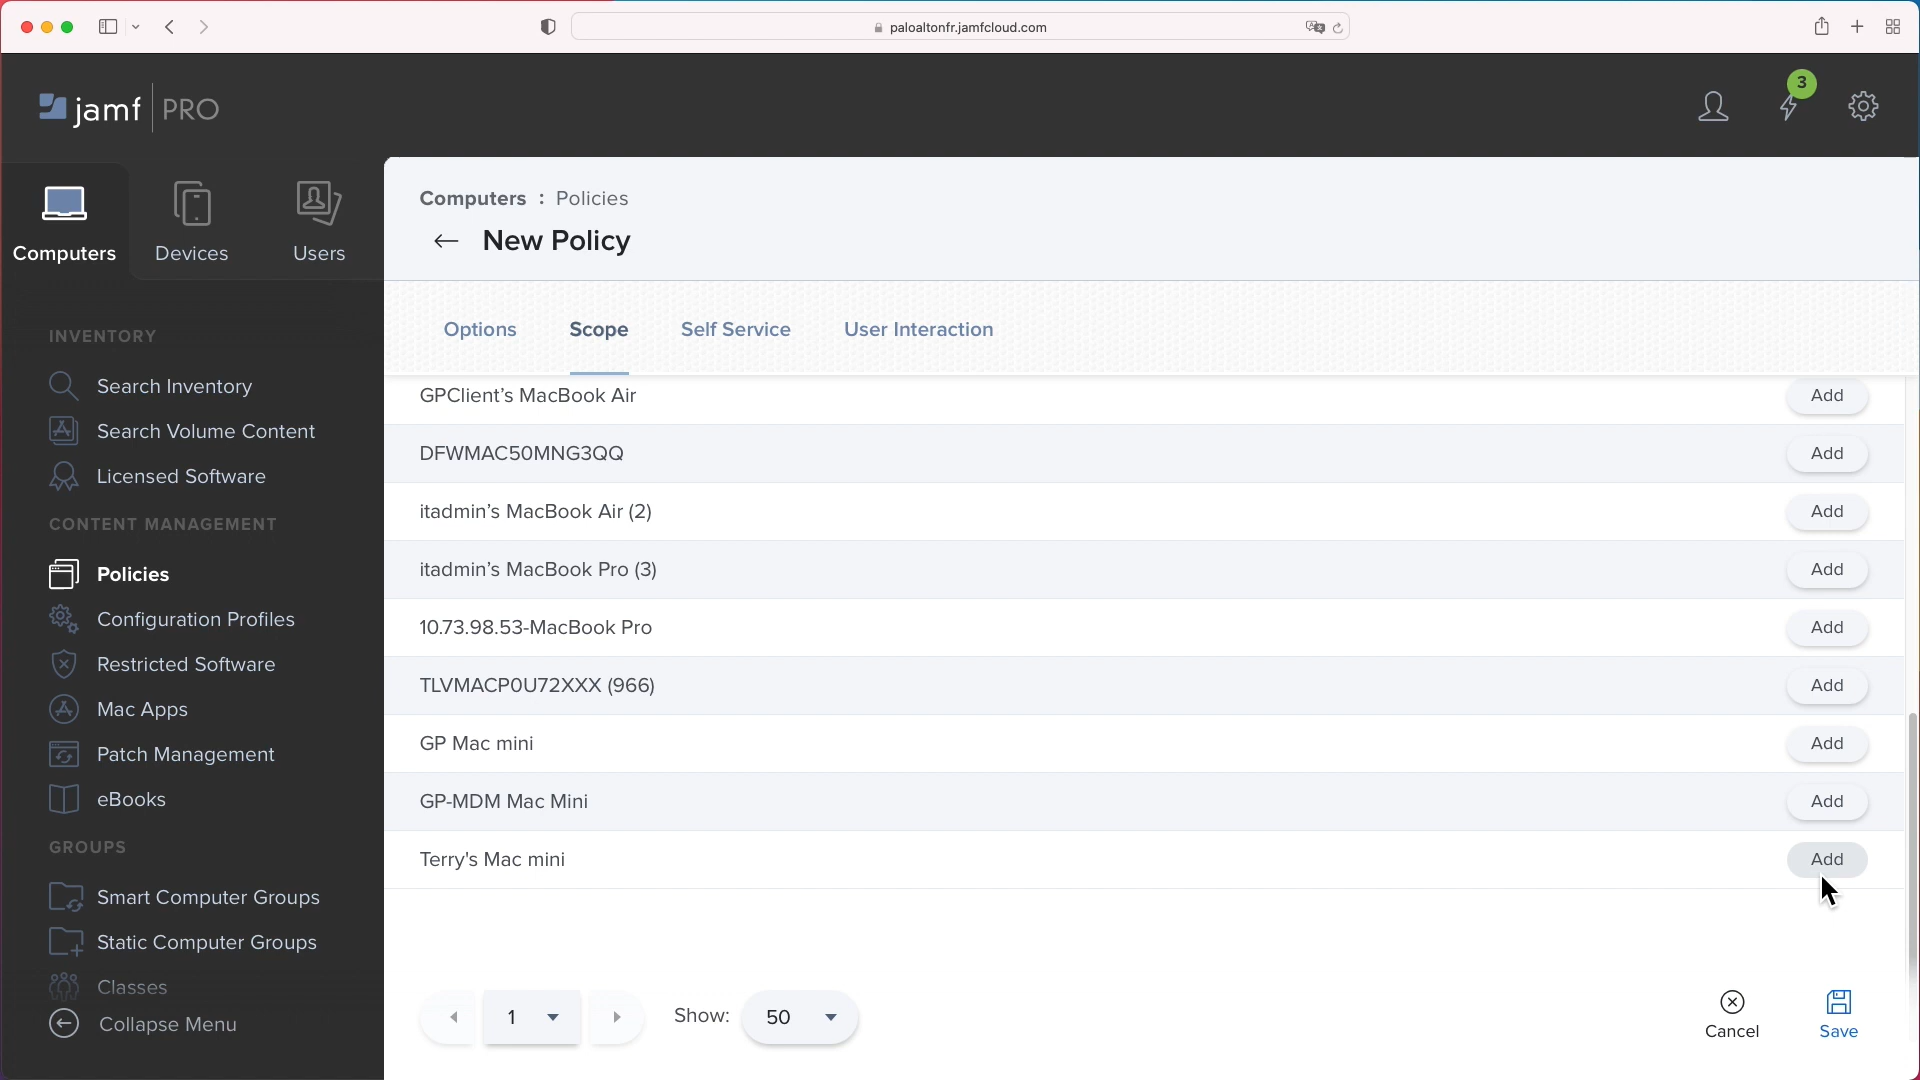 paloaltonfr.jamfcloud.com
jamf PRO
3
Computers
Devices
Users
INVENTORY
Search Inventory
Search Volume Content
Licensed Software
CONTENT MANAGEMENT
Policies
Configuration Profiles
Restricted Software
Mac Apps
Patch Management
eBooks
GROUPS
Smart Computer Groups
Static Computer Groups
Classes
Collapse Menu
Computers : Policies
New Policy
Options
Scope
Self Service
User Interaction
GPClient’s MacBook Air Add
DFWMAC50MNG3QQ Add
itadmin’s MacBook Air (2) Add
itadmin’s MacBook Pro (3) Add
10.73.98.53-MacBook Pro Add
TLVMACP0U72XXX (966) Add
GP Mac mini Add
GP-MDM Mac Mini Add
Terry's Mac mini Add
1
Show: 50
Cancel
Save